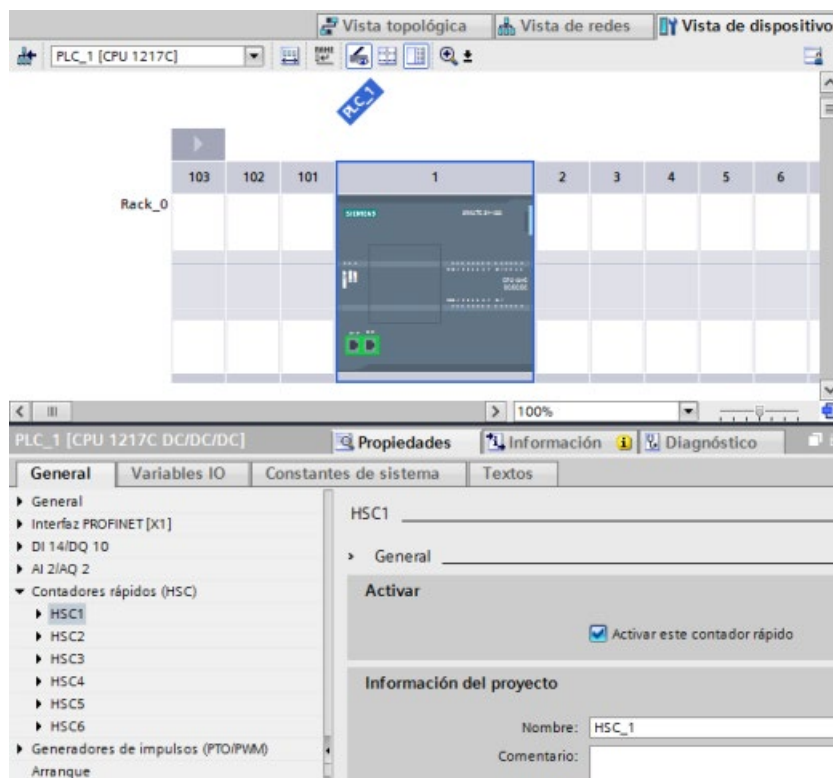 Vista topológica Vista de redes Vista de dispositivo
PLC_1 [CPU 1217C]
PLC_1
103 102 101 1 2 3 4 5 6
Rack_0
SIEMENS
100%
PLC_1 [CPU 1217C DC/DC/DC] Propiedades Información Diagnóstico
General Variables IO Constantes de sistema Textos
General
Interfaz PROFINET [X1]
DI 14/DQ 10
AI 2/AQ 2
Contadores rápidos (HSC)
HSC1
HSC2
HSC3
HSC4
HSC5
HSC6
Generadores de impulsos (PTO/PWM)
Arranque
HSC1
General
Activar
Activar este contador rápido
Información del proyecto
Nombre: HSC_1
Comentario: